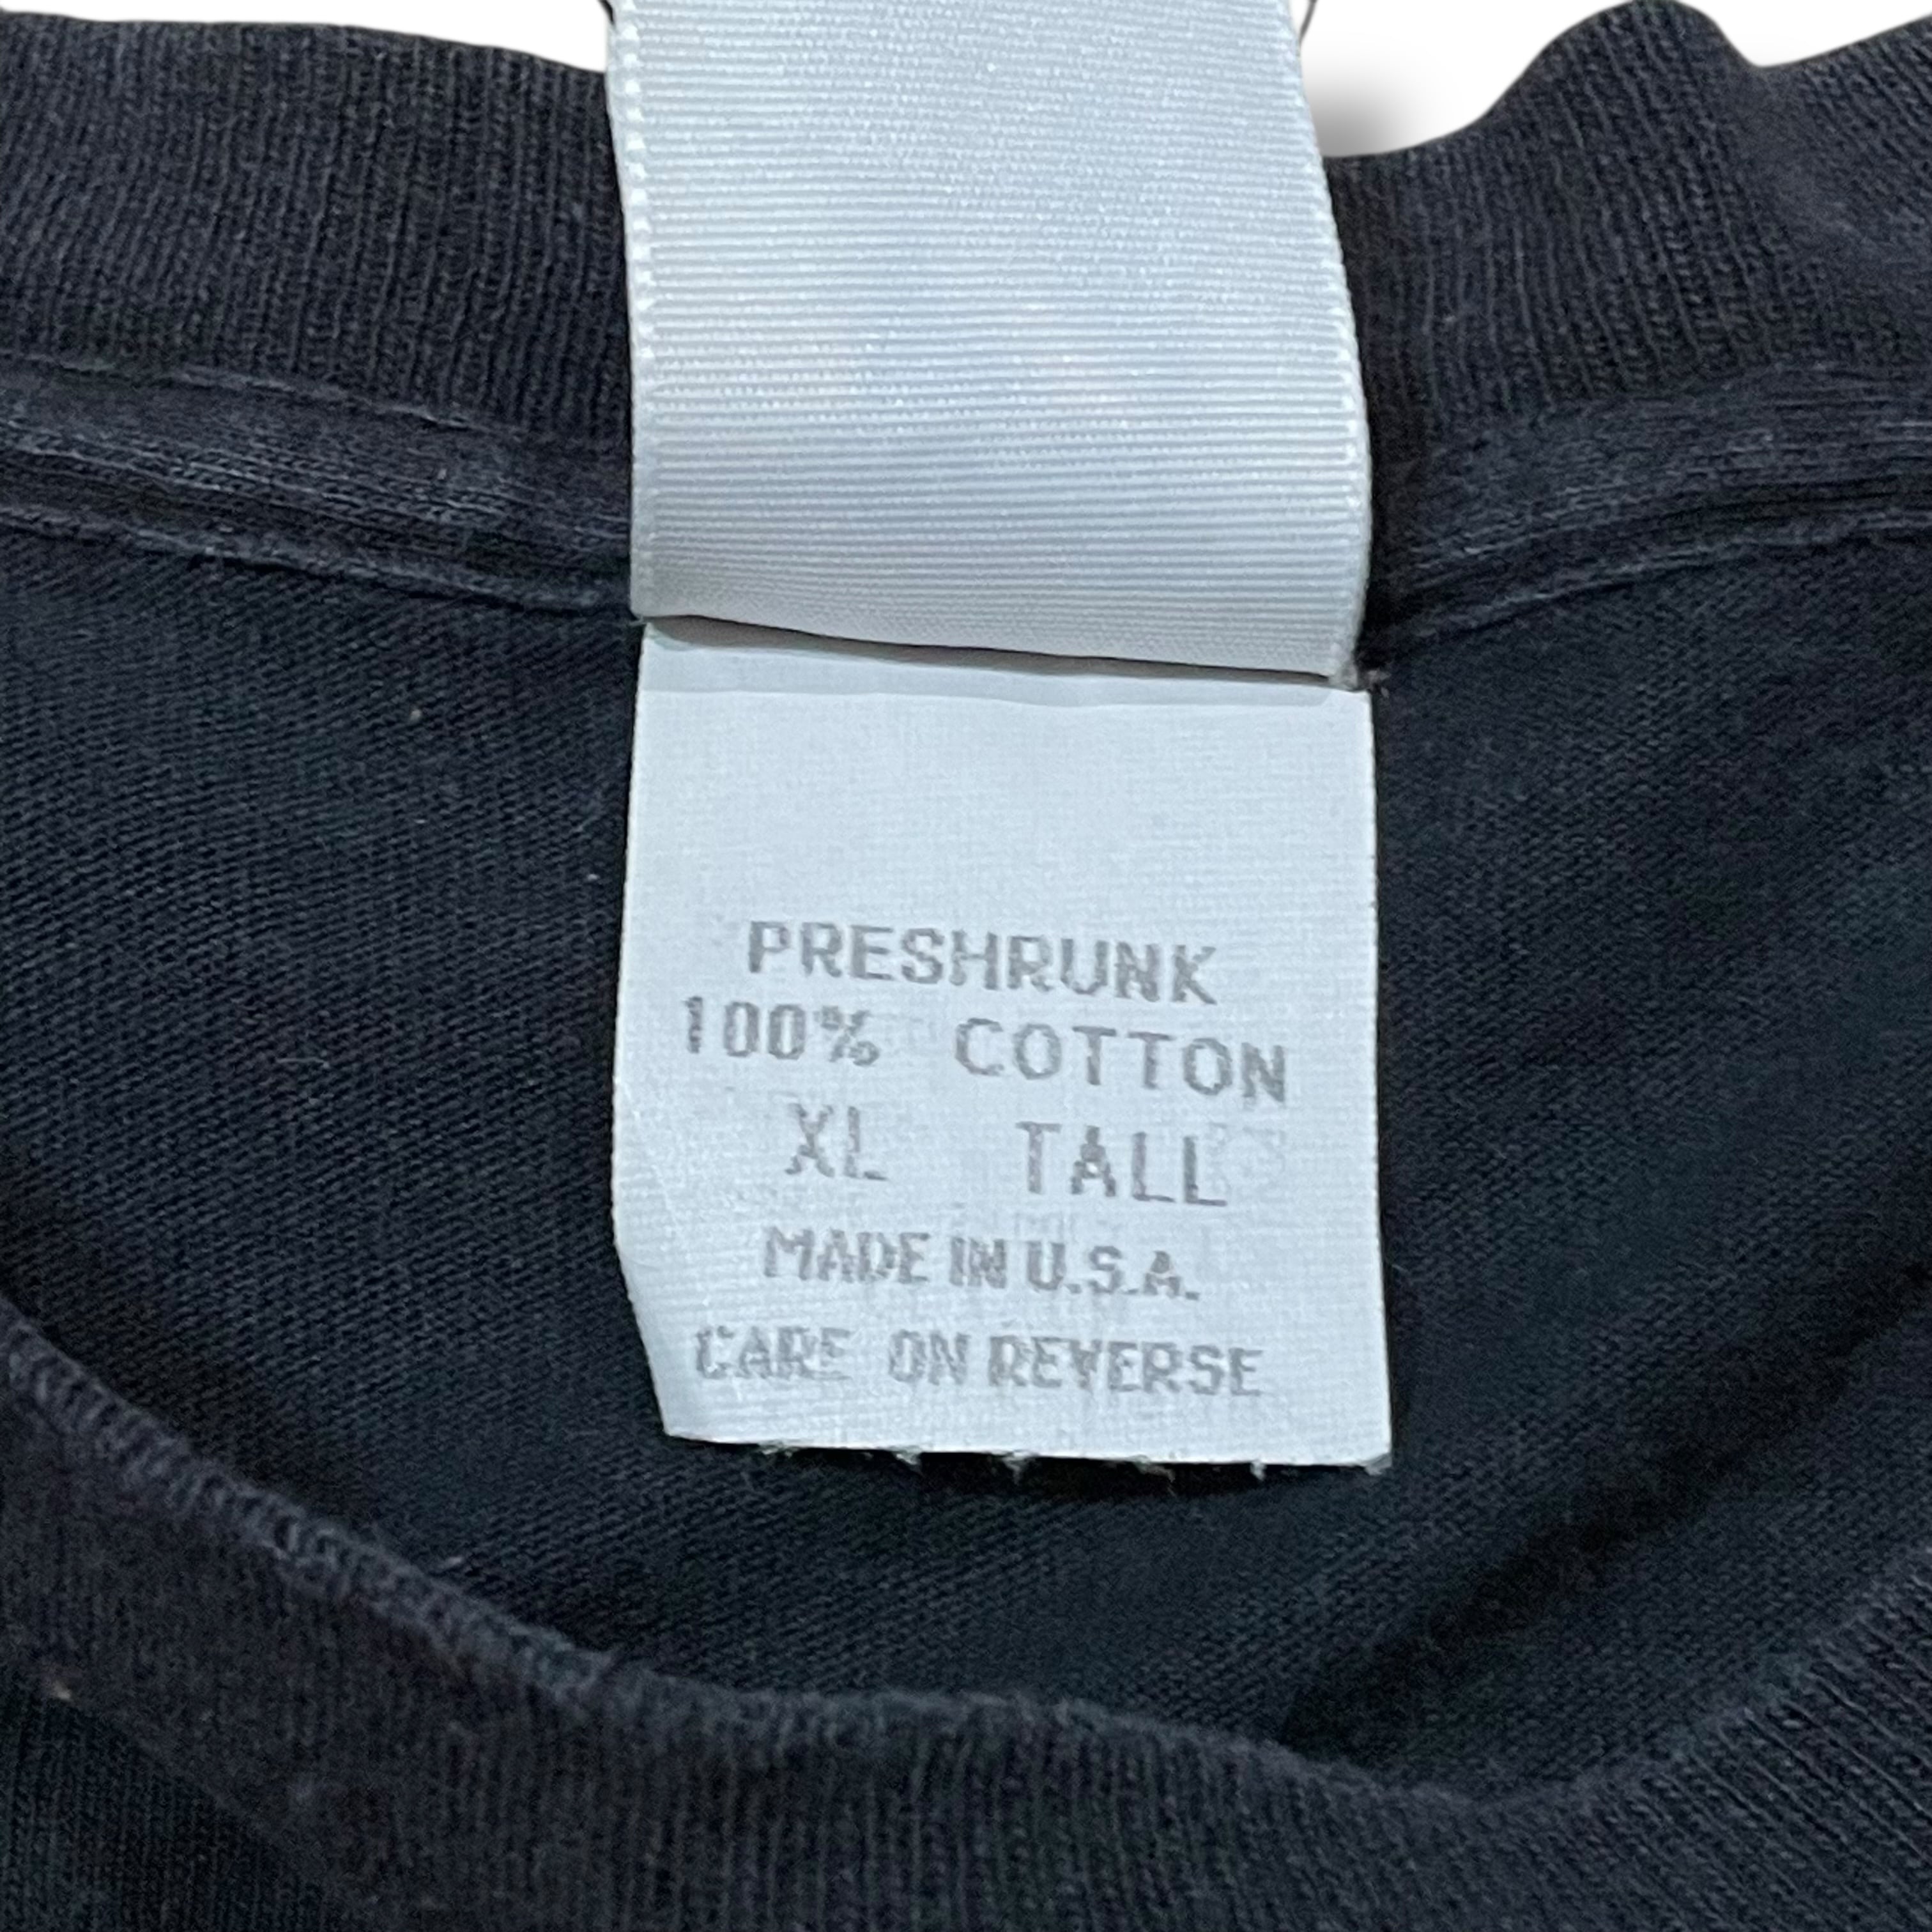 PRESHRUNK
100% COTTON
XL TALL
MADE IN U.S.A.
CARE ON REVERSE